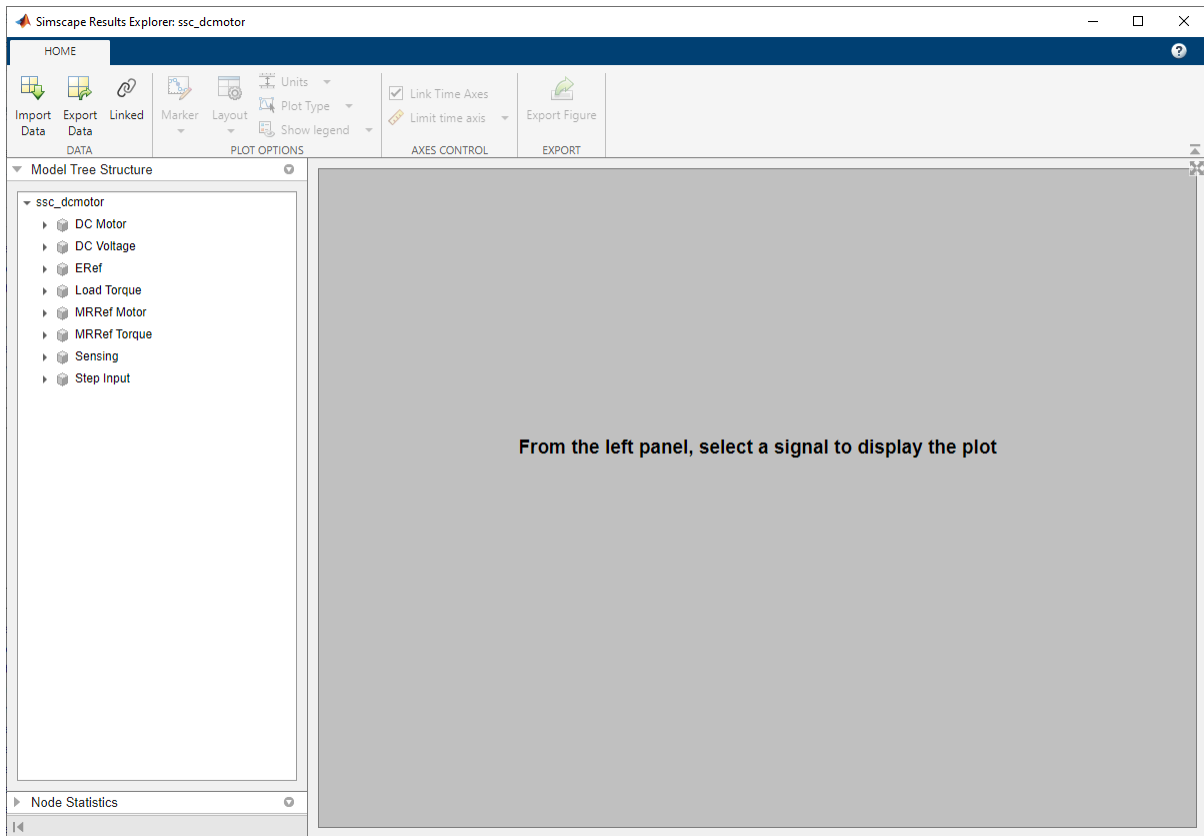 Simscape Results Explorer: ssc_dcmotor
HOME
?
Import Data
Export Data
Linked
Marker
Layout
Units
Plot Type
Show legend
Link Time Axes
Limit time axis
Export Figure
DATA
PLOT OPTIONS
AXES CONTROL
EXPORT
Model Tree Structure
ssc_dcmotor
DC Motor
DC Voltage
ERef
Load Torque
MRRef Motor
MRRef Torque
Sensing
Step Input
From the left panel, select a signal to display the plot
Node Statistics